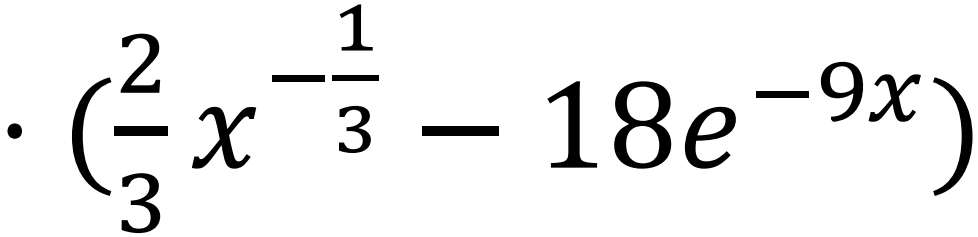 · (2/3 x^{-1/3} − 18e^{−9x})